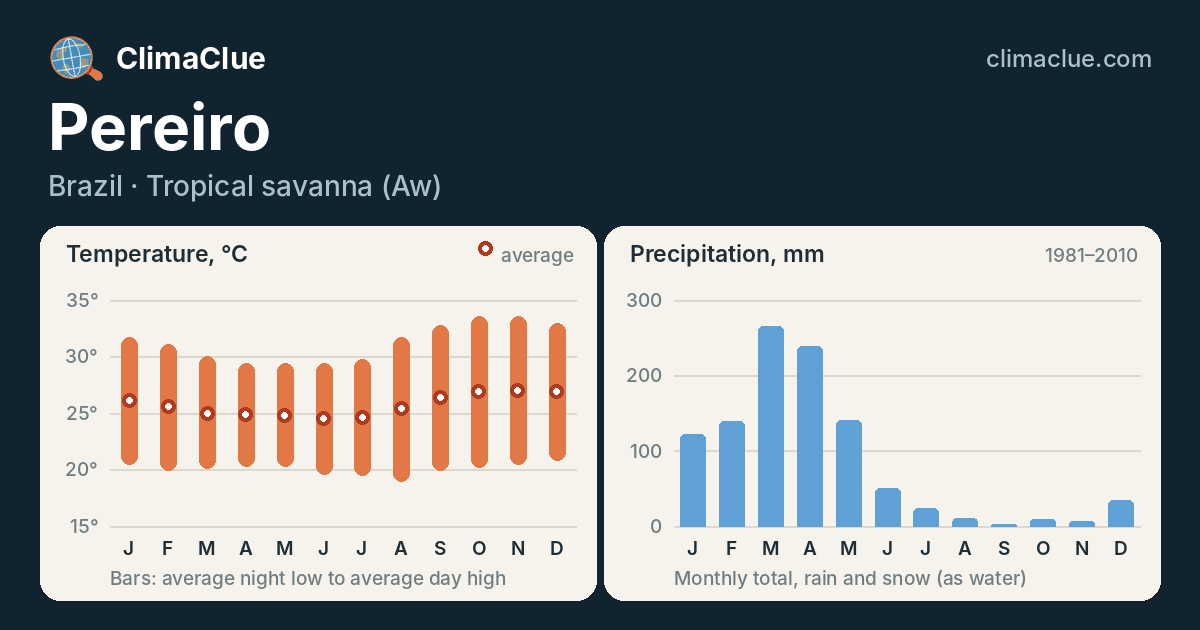 ClimaClue
climaclue.com
Pereiro
Brazil · Tropical savanna (Aw)
Temperature, °C
average
35°
30°
25°
20°
15°
J F M A M J J A S O N D
Bars: average night low to average day high
Precipitation, mm
1981–2010
300
200
100
0
J F M A M J J A S O N D
Monthly total, rain and snow (as water)